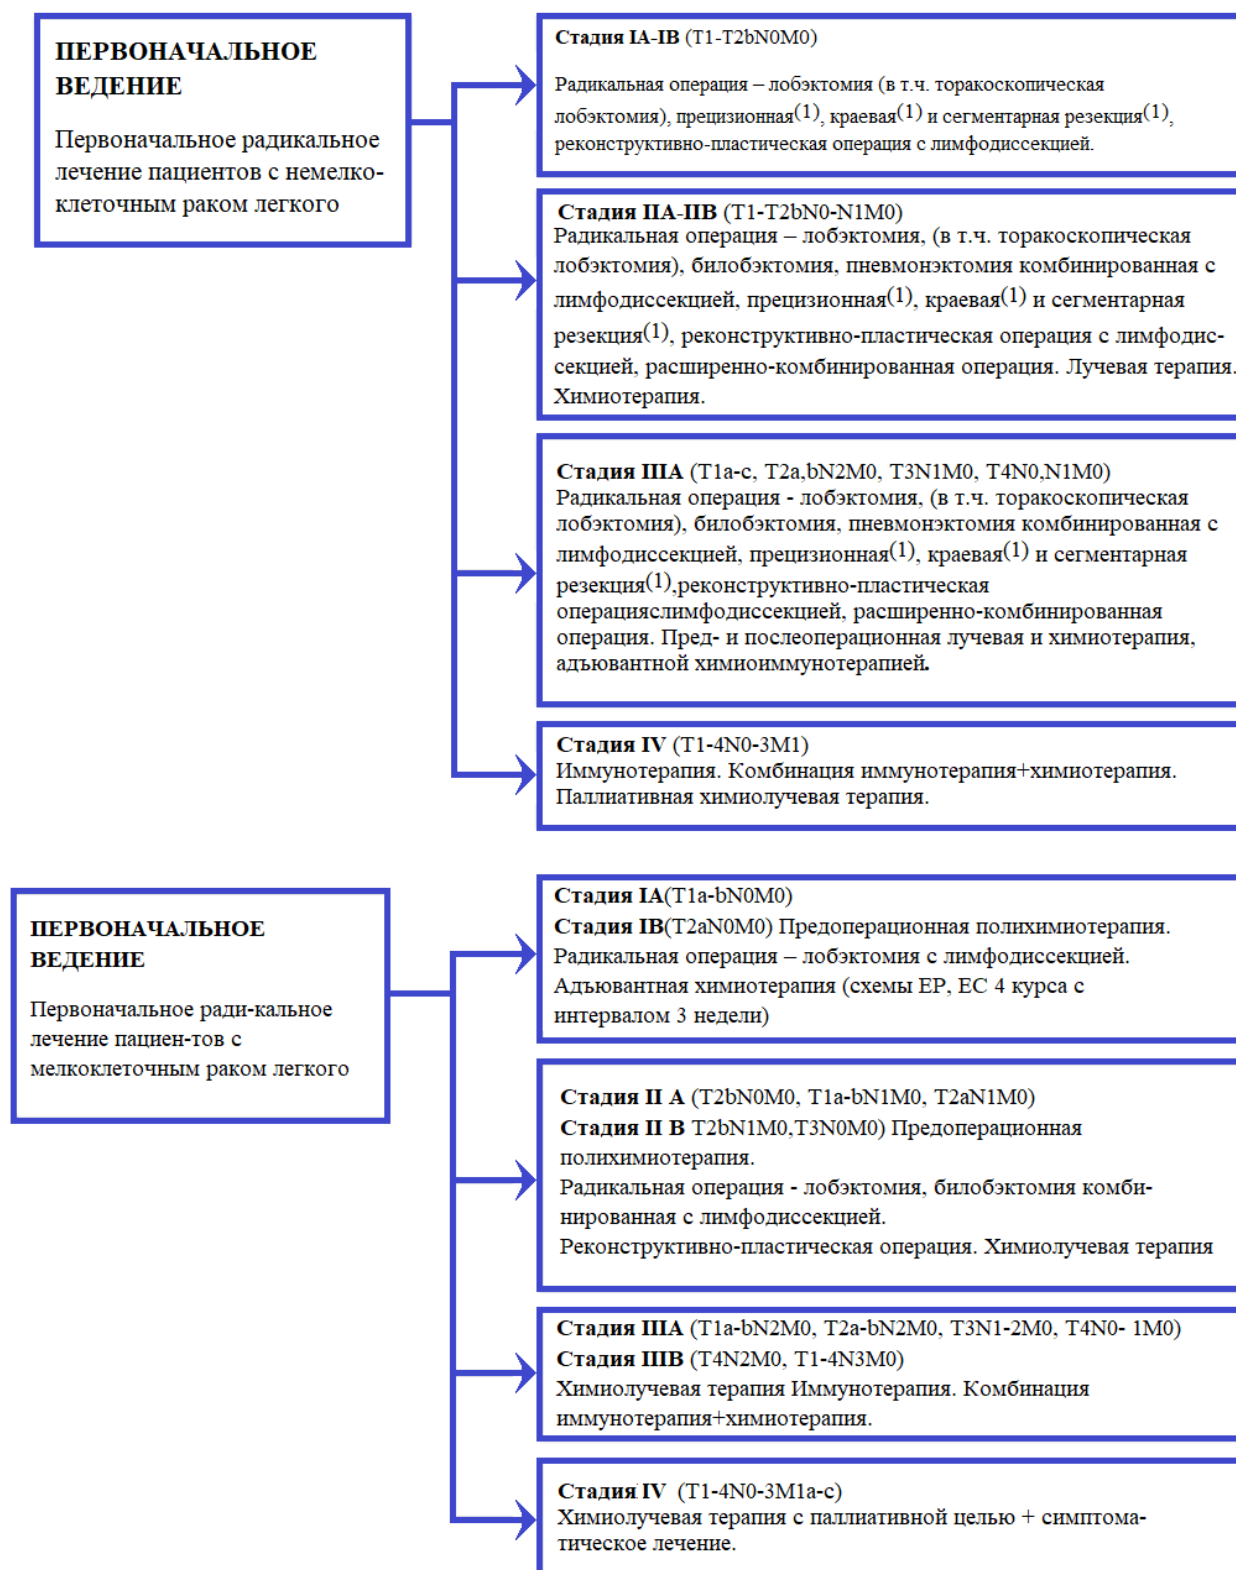 ПЕРВОНАЧАЛЬНОЕ
ВЕДЕНИЕ
Первоначальное радикальное
лечение пациентов с немелко-
клеточным раком легкого
Стадия IA-IB (T1-T2bN0M0)
Радикальная операция – лобэктомия (в т.ч. торакоскопическая
лобэктомия), прецизионная(1), краевая(1) и сегментарная резекция(1),
реконструктивно-пластическая операция с лимфодиссекцией.
Стадия IIA-IIB (T1-T2bN0-N1M0)
Радикальная операция – лобэктомия, (в т.ч. торакоскопическая
лобэктомия), билобэктомия, пневмонэктомия комбинированная с
лимфодиссекцией, прецизионная(1), краевая(1) и сегментарная
резекция(1), реконструктивно-пластическая операция с лимфодис-
секцией, расширенно-комбинированная операция. Лучевая терапия.
Химиотерапия.
Стадия IIIA (T1a-c, T2a,bN2M0, T3N1M0, T4N0,N1M0)
Радикальная операция - лобэктомия, (в т.ч. торакоскопическая
лобэктомия), билобэктомия, пневмонэктомия комбинированная с
лимфодиссекцией, прецизионная(1), краевая(1) и сегментарная
резекция(1),реконструктивно-пластическая
операцияслимфодиссекцией, расширенно-комбинированная
операция. Пред- и послеоперационная лучевая и химиотерапия,
адъювантной химиоиммунотерапией.
Стадия IV (T1-4N0-3M1)
Иммунотерапия. Комбинация иммунотерапия+химиотерапия.
Паллиативная химиолучевая терапия.
ПЕРВОНАЧАЛЬНОЕ
ВЕДЕНИЕ
Первоначальное ради-кальное
лечение пациен-тов с
мелкоклеточным раком легкого
Стадия IA(T1a-bN0M0)
Стадия IB(T2aN0M0) Предоперационная полихимиотерапия.
Радикальная операция – лобэктомия с лимфодиссекцией.
Адъювантная химиотерапия (схемы EP, EC 4 курса с
интервалом 3 недели)
Стадия II A (T2bN0M0, T1a-bN1M0, T2aN1M0)
Стадия II B T2bN1M0,T3N0M0) Предоперационная
полихимиотерапия.
Радикальная операция - лобэктомия, билобэктомия комби-
нированная с лимфодиссекцией.
Реконструктивно-пластическая операция. Химиолучевая терапия
Стадия IIIA (T1a-bN2M0, T2a-bN2M0, T3N1-2M0, T4N0- 1M0)
Стадия IIIB (T4N2M0, T1-4N3M0)
Химиолучевая терапия Иммунотерапия. Комбинация
иммунотерапия+химиотерапия.
Стадия IV (T1-4N0-3M1a-c)
Химиолучевая терапия с паллиативной целью + симптома-
тическое лечение.